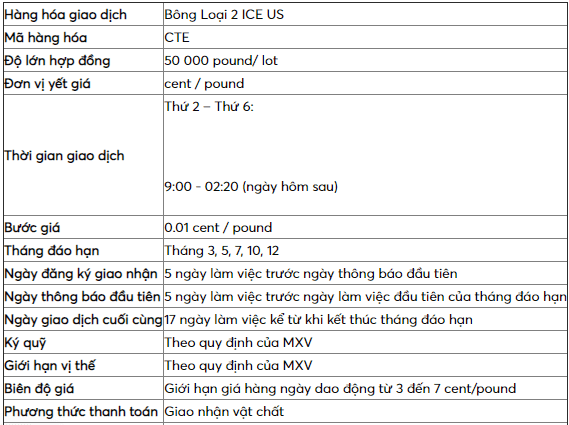 Hàng hóa giao dịch Bông Loại 2 ICE US
Mã hàng hóa CTE
Độ lớn hợp đồng 50 000 pound/ lot
Đơn vị yết giá cent / pound
Thời gian giao dịch Thứ 2 – Thứ 6:
9:00 - 02:20 (ngày hôm sau)
Bước giá 0.01 cent / pound
Tháng đáo hạn Tháng 3, 5, 7, 10, 12
Ngày đăng ký giao nhận 5 ngày làm việc trước ngày thông báo đầu tiên
Ngày thông báo đầu tiên 5 ngày làm việc trước ngày làm việc đầu tiên của tháng đáo hạn
Ngày giao dịch cuối cùng 17 ngày làm việc kể từ khi kết thúc tháng đáo hạn
Ký quỹ Theo quy định của MXV
Giới hạn vị thế Theo quy định của MXV
Biên độ giá Giới hạn giá hàng ngày dao động từ 3 đến 7 cent/pound
Phương thức thanh toán Giao nhận vật chất